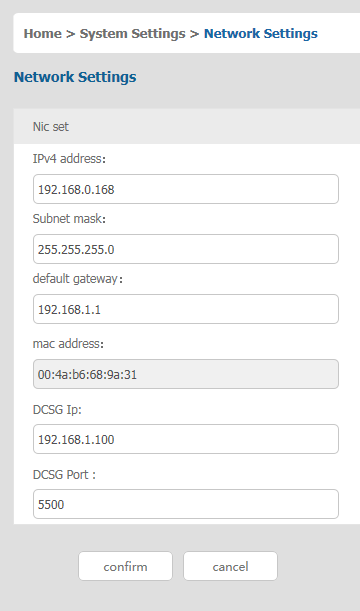 Home > System Settings > Network Settings
Network Settings
Nic set
IPv4 address：
192.168.0.168
Subnet mask：
255.255.255.0
default gateway：
192.168.1.1
mac address：
00:4a:b6:68:9a:31
DCSG Ip:
192.168.1.100
DCSG Port :
5500
confirm cancel